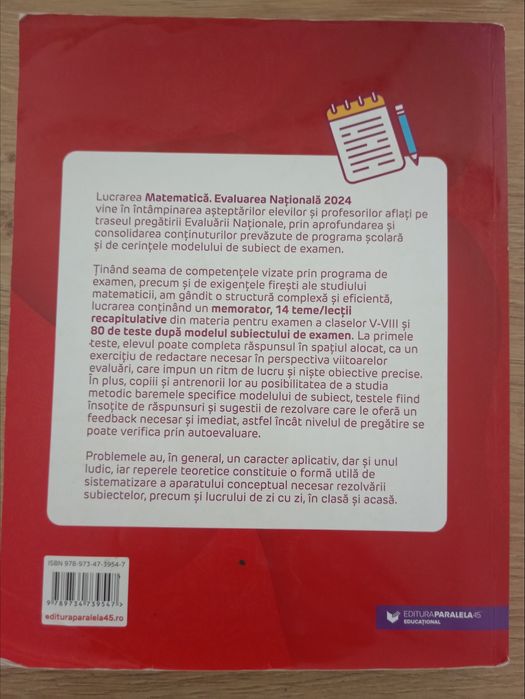 Lucrarea Matematică. Evaluarea Națională 2024
vine în întâmpinarea așteptărilor elevilor și profesorilor aflați pe
traseul pregătirii Evaluării Naționale, prin aprofundarea și
consolidarea conținuturilor prevăzute de programa școlară
și de cerințele modelului de subiect de examen.
Ținând seama de competențele vizate prin programa de
examen, precum și de exigențele firești ale studiului
matematicii, am gândit o structură complexă și eficientă,
lucrarea conținând un memorator, 14 teme/lecții
recapitulative din materia pentru examen a claselor V-VIII și
80 de teste după modelul subiectului de examen. La primele
teste, elevul poate completa răspunsul în spațiul alocat, ca un
exercițiu de redactare necesar în perspectiva viitoarelor
evaluări, care impun un ritm de lucru și niște obiective precise.
În plus, copiii și antrenorii lor au posibilitatea de a studia
metodic baremele specifice modelului de subiect, testele fiind
însoțite de răspunsuri și sugestii de rezolvare care le oferă un
feedback necesar și imediat, astfel încât nivelul de pregătire se
poate verifica prin autoevaluare.
Problemele au, în general, un caracter aplicativ, dar și unul
ludic, iar reperele teoretice constituie o formă utilă de
sistematizare a aparatului conceptual necesar rezolvării
subiectelor, precum și lucrului de zi cu zi, în clasă și acasă.
ISBN 978-973-47-3954-7
9 789734 739547 >
edituraparalela45.ro
EDITURA PARALELA 45
EDUCAȚIONAL